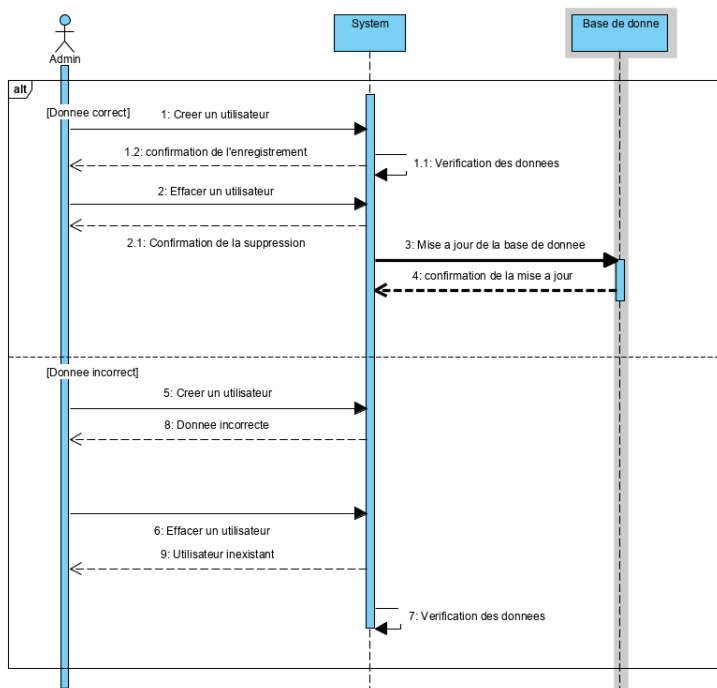 System
Base de donne
Admin
alt
[Donnee correct]
1: Creer un utilisateur
1.2: confirmation de l'enregistrement
1.1: Verification des donnees
2: Effacer un utilisateur
2.1: Confirmation de la suppression
3: Mise a jour de la base de donnee
4: confirmation de la mise a jour
[Donnee incorrect]
5: Creer un utilisateur
8: Donnee incorrecte
6: Effacer un utilisateur
9: Utilisateur inexistant
7: Verification des donnees